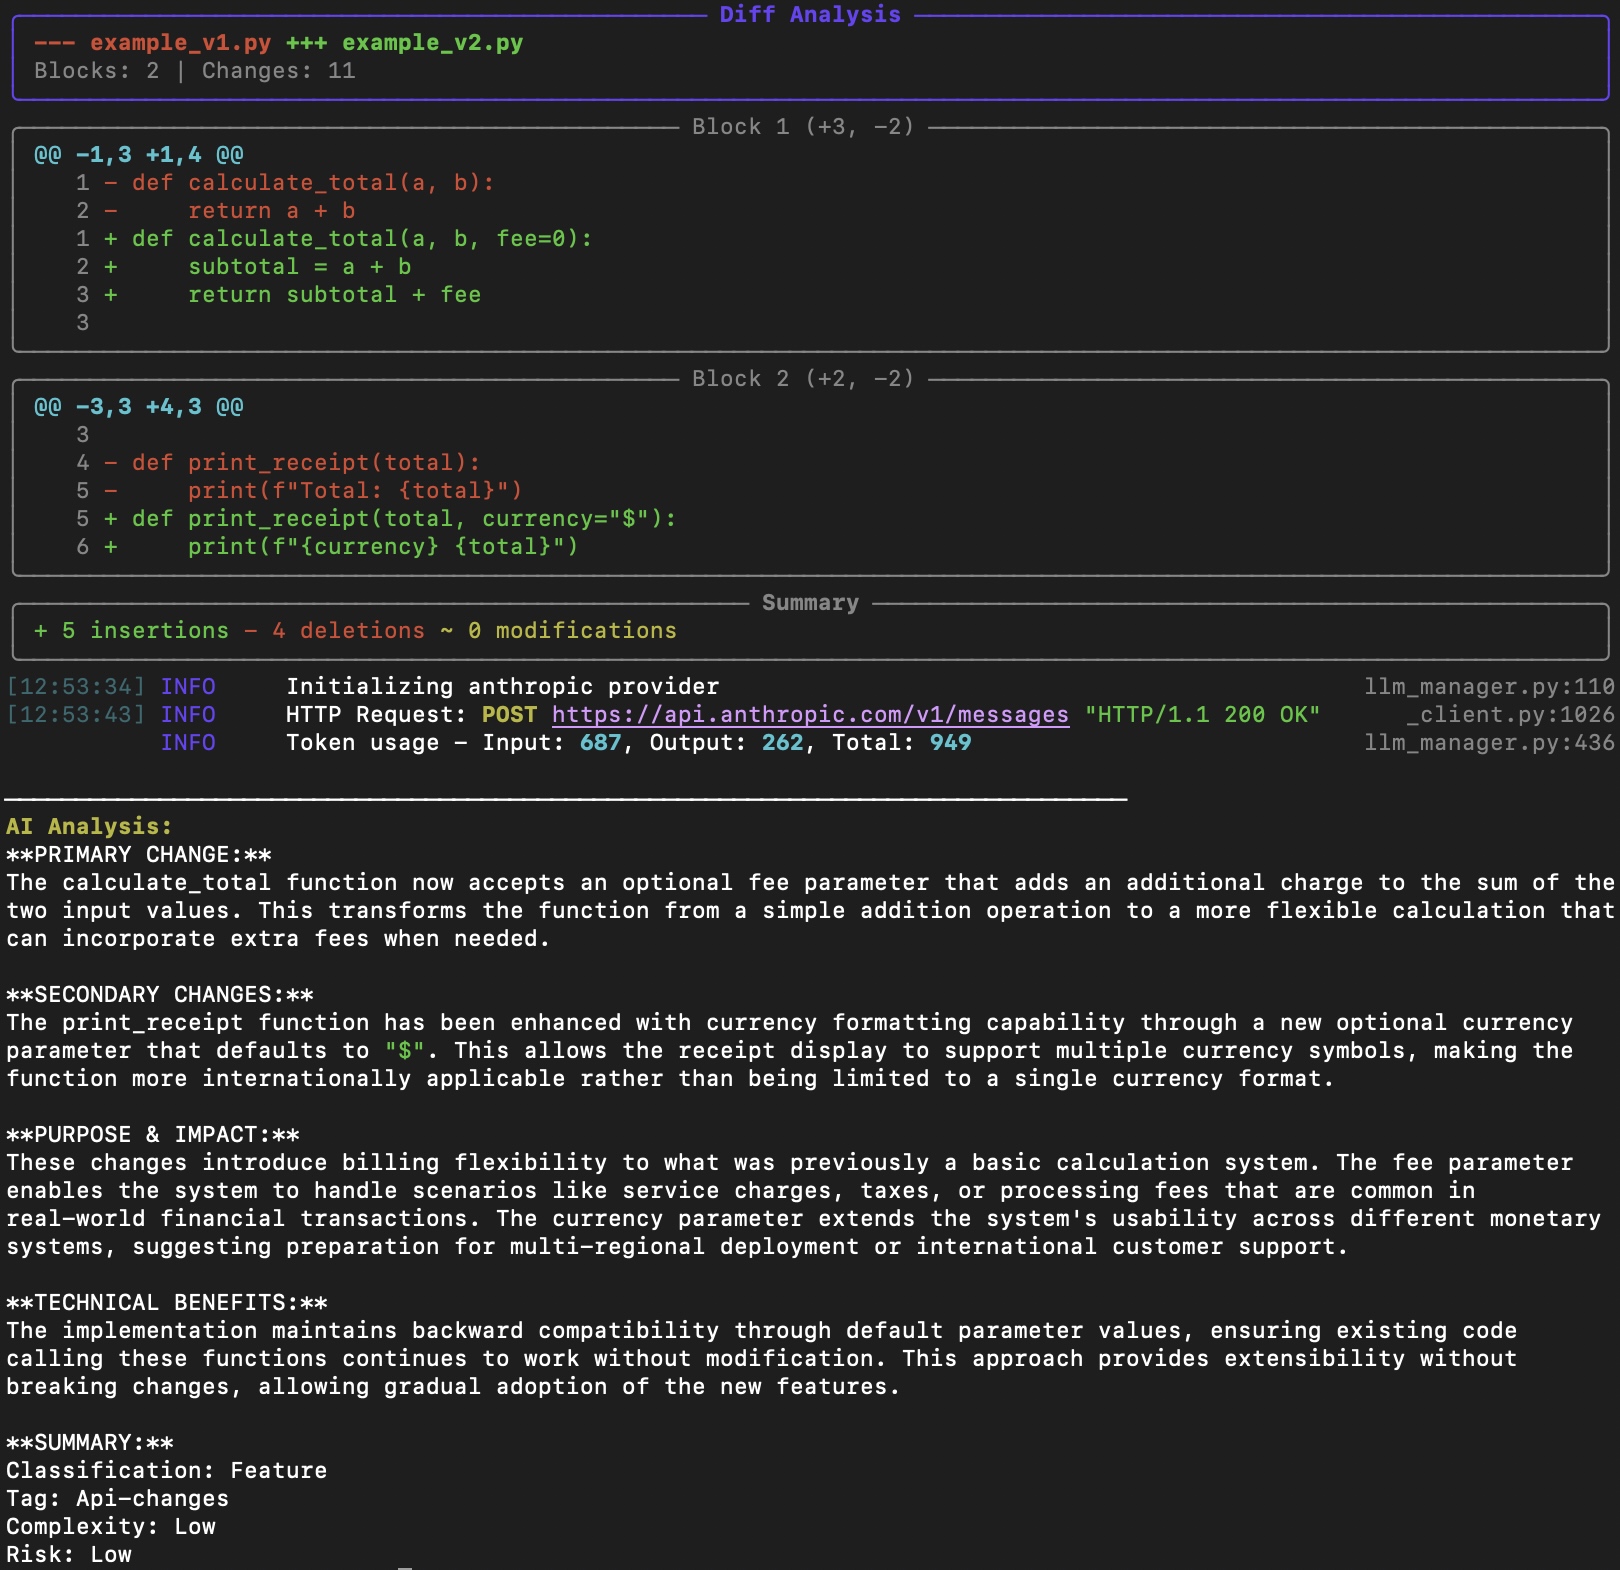 Diff Analysis
--- example_v1.py +++ example_v2.py
Blocks: 2 | Changes: 11
Block 1 (+3, -2)
@@ -1,3 +1,4 @@
1 - def calculate_total(a, b):
2 -     return a + b
1 + def calculate_total(a, b, fee=0):
2 +     subtotal = a + b
3 +     return subtotal + fee
3
Block 2 (+2, -2)
@@ -3,3 +4,3 @@
3
4 - def print_receipt(total):
5 -     print(f"Total: {total}")
5 + def print_receipt(total, currency="$"):
6 +     print(f"{currency} {total}")
Summary
+ 5 insertions - 4 deletions ~ 0 modifications
[12:53:34] INFO     Initializing anthropic provider     llm_manager.py:110
[12:53:43] INFO     HTTP Request: POST https://api.anthropic.com/v1/messages "HTTP/1.1 200 OK"     _client.py:1026
INFO     Token usage - Input: 687, Output: 262, Total: 949     llm_manager.py:436
AI Analysis:
**PRIMARY CHANGE:**
The calculate_total function now accepts an optional fee parameter that adds an additional charge to the sum of the
two input values. This transforms the function from a simple addition operation to a more flexible calculation that
can incorporate extra fees when needed.
**SECONDARY CHANGES:**
The print_receipt function has been enhanced with currency formatting capability through a new optional currency
parameter that defaults to "$". This allows the receipt display to support multiple currency symbols, making the
function more internationally applicable rather than being limited to a single currency format.
**PURPOSE & IMPACT:**
These changes introduce billing flexibility to what was previously a basic calculation system. The fee parameter
enables the system to handle scenarios like service charges, taxes, or processing fees that are common in
real-world financial transactions. The currency parameter extends the system's usability across different monetary
systems, suggesting preparation for multi-regional deployment or international customer support.
**TECHNICAL BENEFITS:**
The implementation maintains backward compatibility through default parameter values, ensuring existing code
calling these functions continues to work without modification. This approach provides extensibility without
breaking changes, allowing gradual adoption of the new features.
**SUMMARY:**
Classification: Feature
Tag: Api-changes
Complexity: Low
Risk: Low